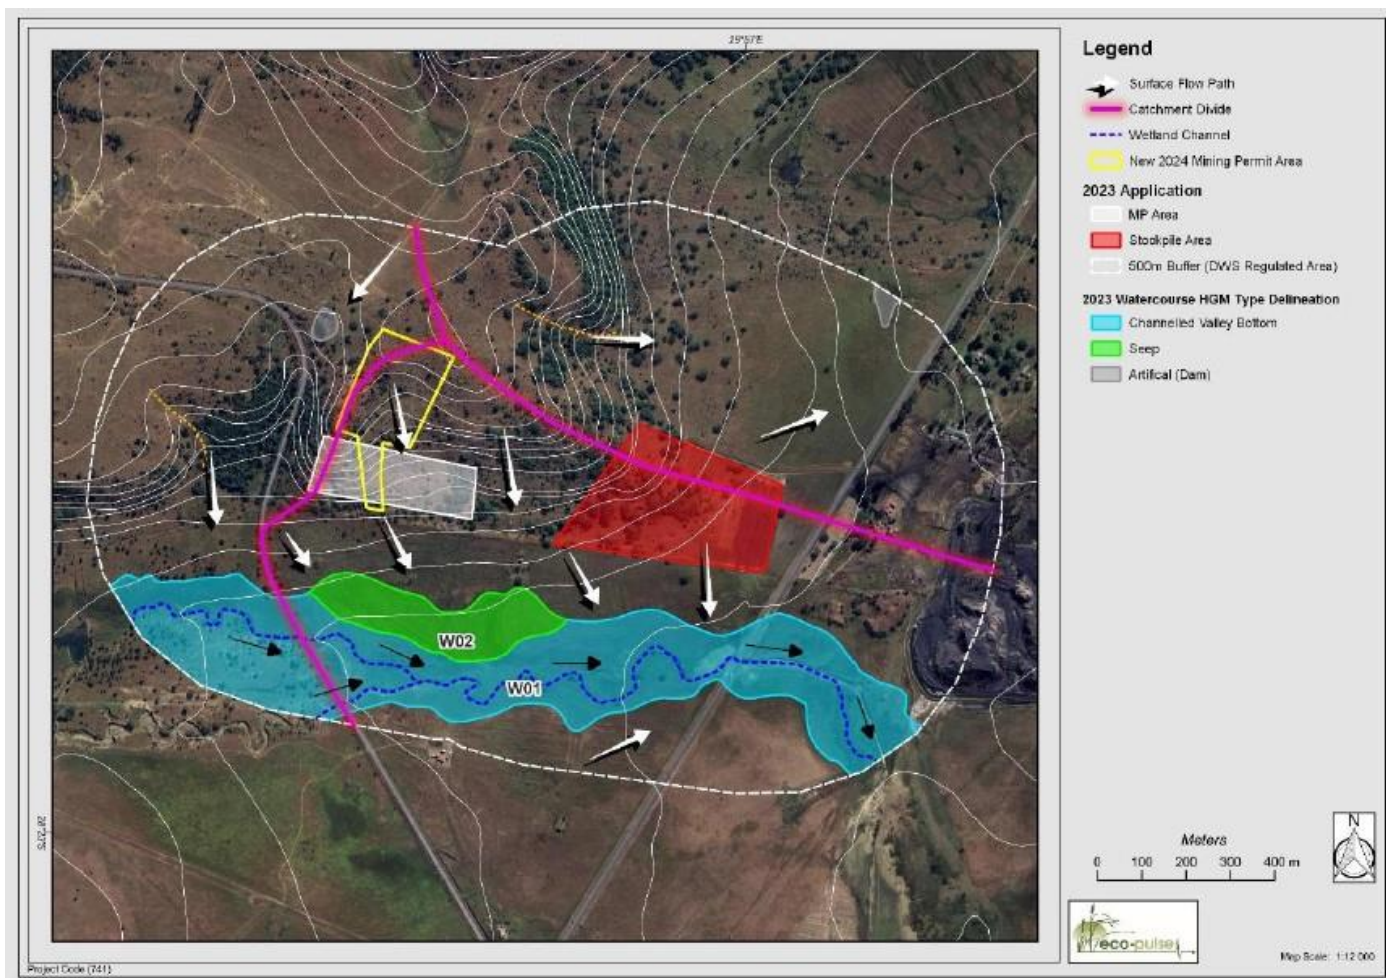 29°57'E
Legend
Surface Flow Path
Catchment Divide
Wetland Channel
New 2024 Mining Permit Area
2023 Application
MP Area
Stockpile Area
500m Buffer (DWS Regulated Area)
2023 Watercourse HGM Type Delineation
Channelled Valley Bottom
Seep
Artifical (Dam)
W02
W01
N
Meters
0 100 200 300 400 m
eco-pulse
Map Scale: 1:12 000
Project Code (741)